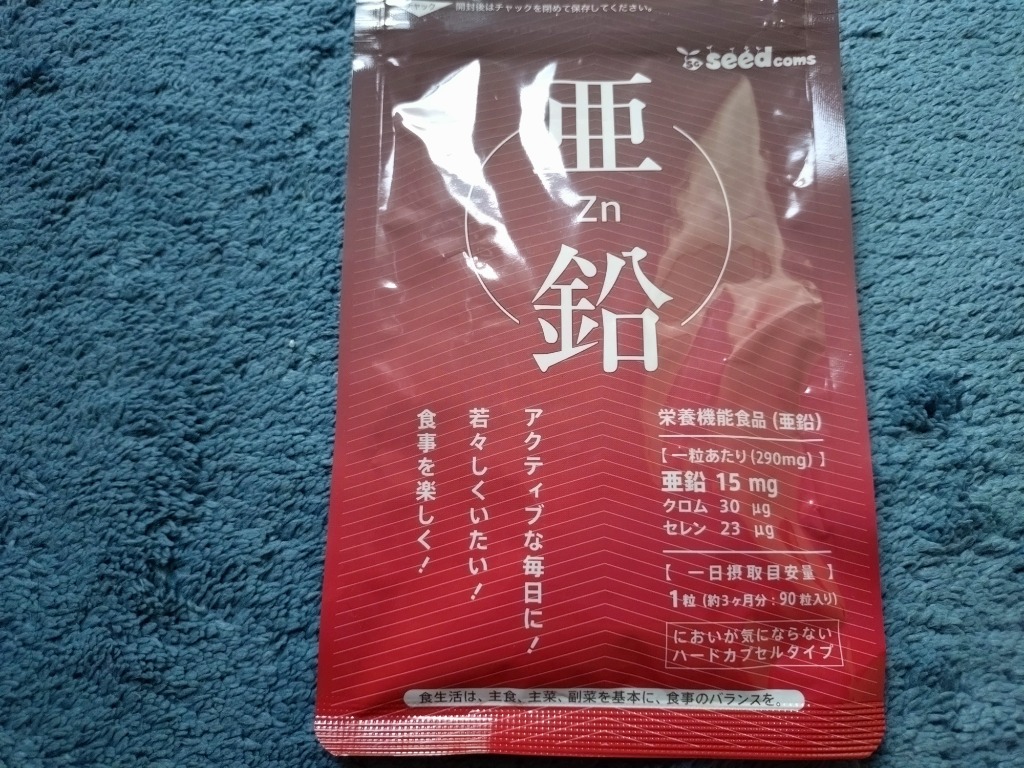 チャック
開封後はチャックを閉めて保存してください。
seedcoms
亜
Zn
鉛
アクティブな毎日に！
若々しくいたい！
食事を楽しく！
栄養機能食品（亜鉛）
【一粒あたり（290mg）】
亜鉛 15 mg
クロム 30 μg
セレン 23 μg
【 一日摂取目安量 】
1粒（約3ヶ月分：90粒入り）
においが気にならない
ハードカプセルタイプ
食生活は、主食、主菜、副菜を基本に、食事のバランスを。